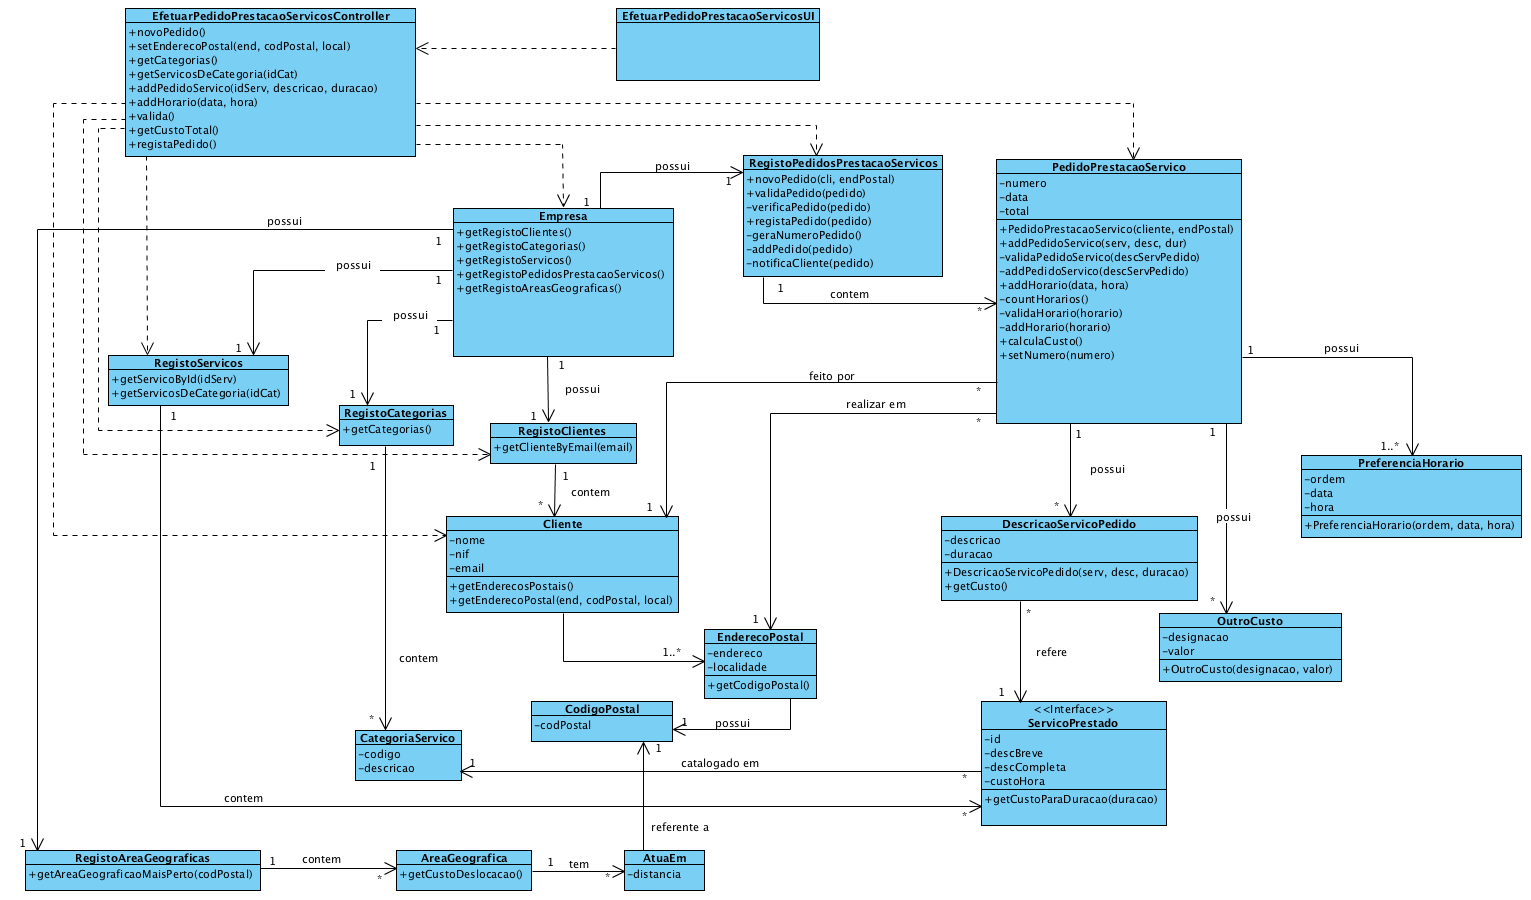 EfetuarPedidoPrestacaoServicosController
+novoPedido()
+setEnderecoPostal(end, codPostal, local)
+getCategorias()
+getServicosDeCategoria(idCat)
+addPedidoServico(idServ, descricao, duracao)
+addHorario(data, hora)
+valida()
+getCustoTotal()
+registaPedido()
EfetuarPedidoPrestacaoServicosUI
RegistoPedidosPrestacaoServicos
+novoPedido(cli, endPostal)
+validaPedido(pedido)
-verificaPedido(pedido)
+registaPedido(pedido)
-geraNumeroPedido()
-addPedido(pedido)
-notificaCliente(pedido)
PedidoPrestacaoServico
-numero
-data
-total
+PedidoPrestacaoServico(cliente, endPostal)
+addPedidoServico(serv, desc, dur)
-validaPedidoServico(descServPedido)
-addPedidoSevico(descServPedido)
+addHorario(data, hora)
-countHorarios()
-validaHorario(horario)
-addHorario(horario)
+calculaCusto()
+setNumero(numero)
possui
1
1
Empresa
+getRegistoClientes()
+getRegistoCategorias()
+getRegistoServicos()
+getRegistoPedidosPrestacaoServicos()
+getRegistoAreasGeograficas()
possui
1
possui
1
1
possui
1
1
1
possui
1
1
contem
*
RegistoServicos
+getServicoById(idServ)
+getServicosDeCategoria(idCat)
1
RegistoCategorias
+getCategorias()
1
RegistoClientes
+getClienteByEmail(email)
1
contem
*
feito por
*
1
realizar em
*
1
1
possui
1..*
1
possui
*
1
possui
*
PreferenciaHorario
-ordem
-data
-hora
+PreferenciaHorario(ordem, data, hora)
Cliente
-nome
-nif
-email
+getEnderecosPostais()
+getEnderecoPostal(end, codPostal, local)
1..*
DescricaoServicoPedido
-descricao
-duracao
+DescricaoServicoPedido(serv, desc, duracao)
+getCusto()
*
refere
1
OutroCusto
-designacao
-valor
+OutroCusto(designacao, valor)
EnderecoPostal
-endereco
-localidade
+getCodigoPostal()
possui
1
CodigoPostal
-codPostal
1
contem
*
CategoriaServico
-codigo
-descricao
1
catalogado em
*
<<Interface>>
ServicoPrestado
-id
-descBreve
-descCompleta
-custoHora
+getCustoParaDuracao(duracao)
contem
*
referente a
1
RegistoAreaGeograficas
+getAreaGeograficaoMaisPerto(codPostal)
1
contem
*
AreaGeografica
+getCustoDeslocacao()
1
tem
*
AtuaEm
-distancia